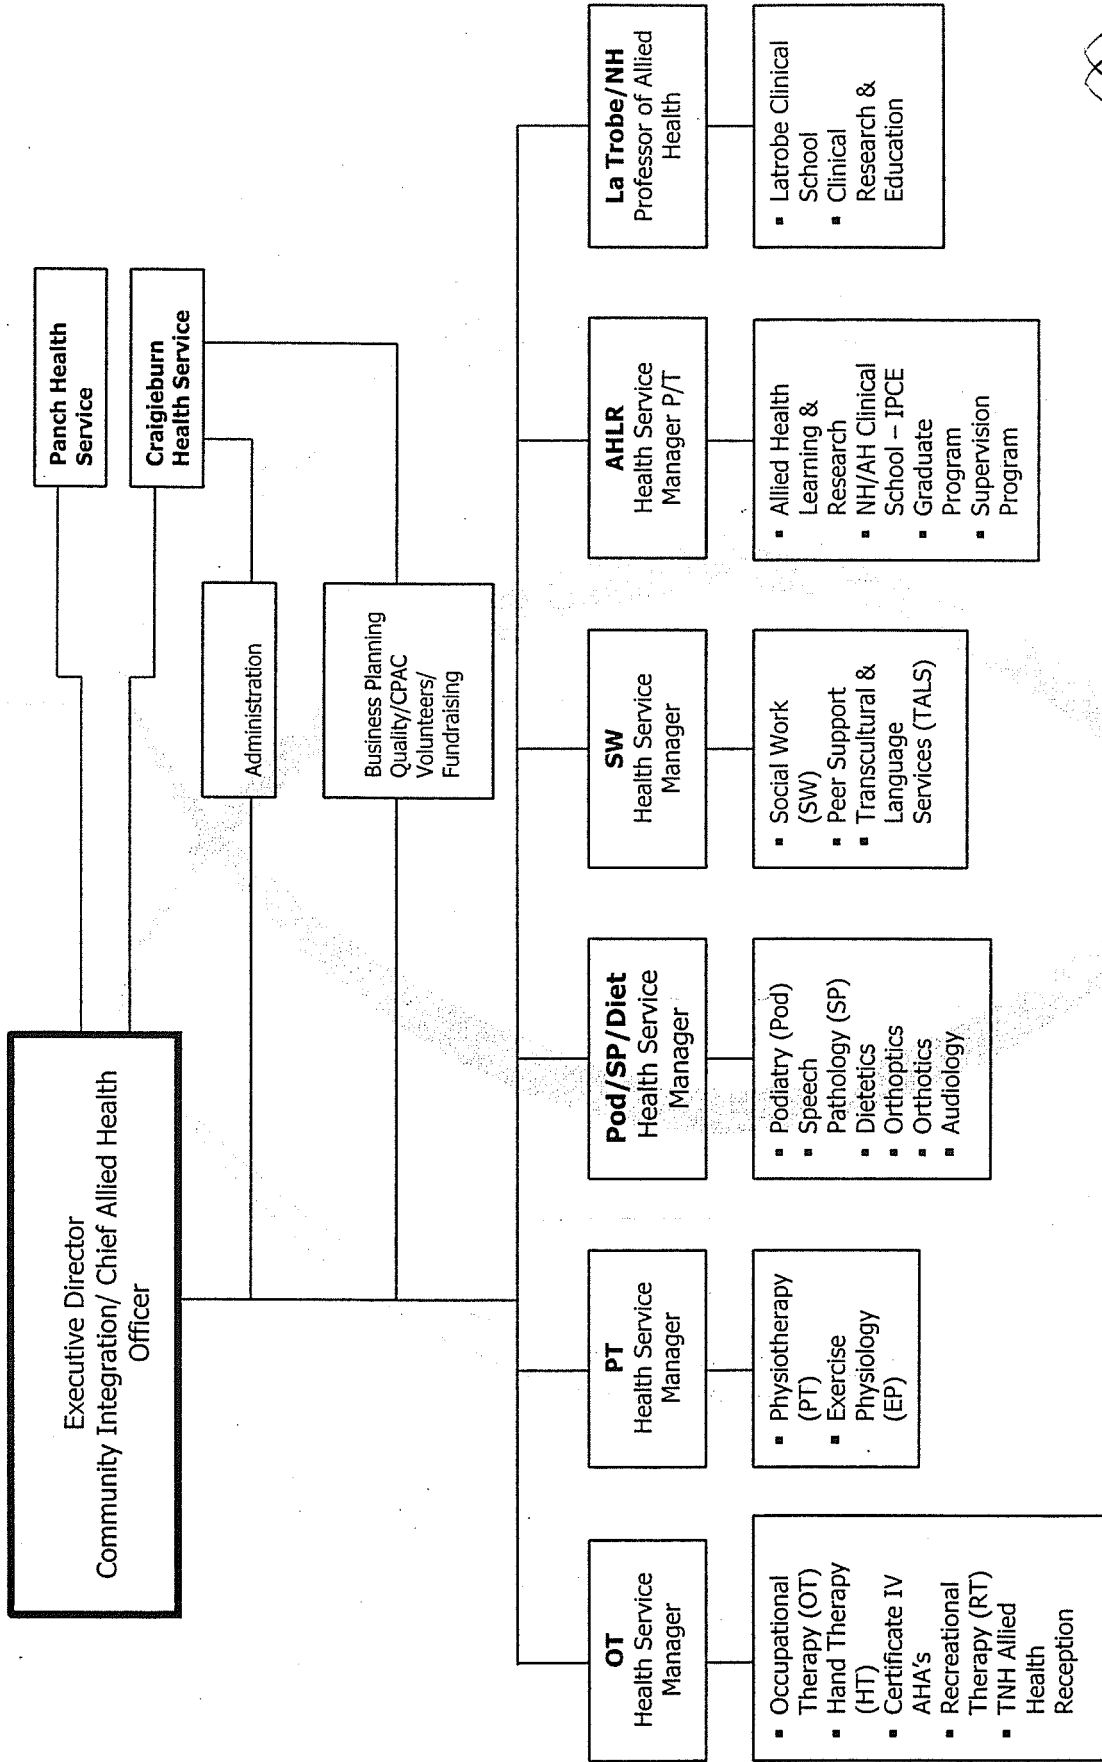 Executive Director
Community Integration/ Chief Allied Health
Officer
Panch Health
Service
Craigieburn
Health Service
Administration
Business Planning
Quality/CPAC
Volunteers/
Fundraising
OT
Health Service
Manager
PT
Health Service
Manager
Pod/SP/Diet
Health Service
Manager
SW
Health Service
Manager
AHLR
Health Service
Manager P/T
La Trobe/NH
Professor of Allied
Health
▪ Occupational
Therapy (OT)
▪ Hand Therapy
(HT)
▪ Certificate IV
AHA's
▪ Recreational
Therapy (RT)
▪ TNH Allied
Health
Reception
▪ Physiotherapy
(PT)
▪ Exercise
Physiology
(EP)
▪ Podiatry (Pod)
▪ Speech
Pathology (SP)
▪ Dietetics
▪ Orthoptics
▪ Orthotics
▪ Audiology
▪ Social Work
(SW)
▪ Peer Support
▪ Transcultural &
Language
Services (TALS)
▪ Allied Health
Learning &
Research
▪ NH/AH Clinical
School – IPCE
▪ Graduate
Program
▪ Supervision
Program
▪ Latrobe Clinical
School
▪ Clinical
Research &
Education